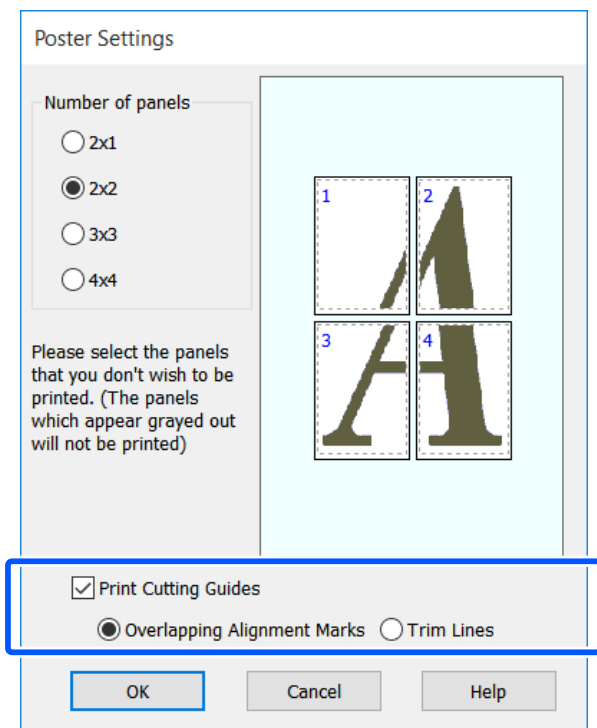 Poster Settings
Number of panels
2x1
2x2
3x3
4x4
1
2
3
4
Please select the panels
that you don't wish to be
printed. (The panels
which appear grayed out
will not be printed)
Print Cutting Guides
Overlapping Alignment Marks Trim Lines
OK Cancel Help